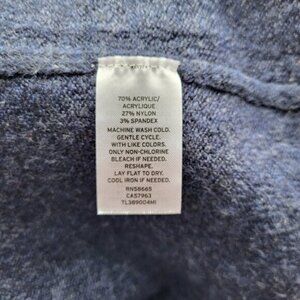 70% ACRYLIC/
ACRYLIQUE
27% NYLON
3% SPANDEX
MACHINE WASH COLD.
GENTLE CYCLE.
WITH LIKE COLORS.
ONLY NON-CHLORINE
BLEACH IF NEEDED.
RESHAPE.
LAY FLAT TO DRY.
COOL IRON IF NEEDED.
RN58665
CA57963
TL389004MI